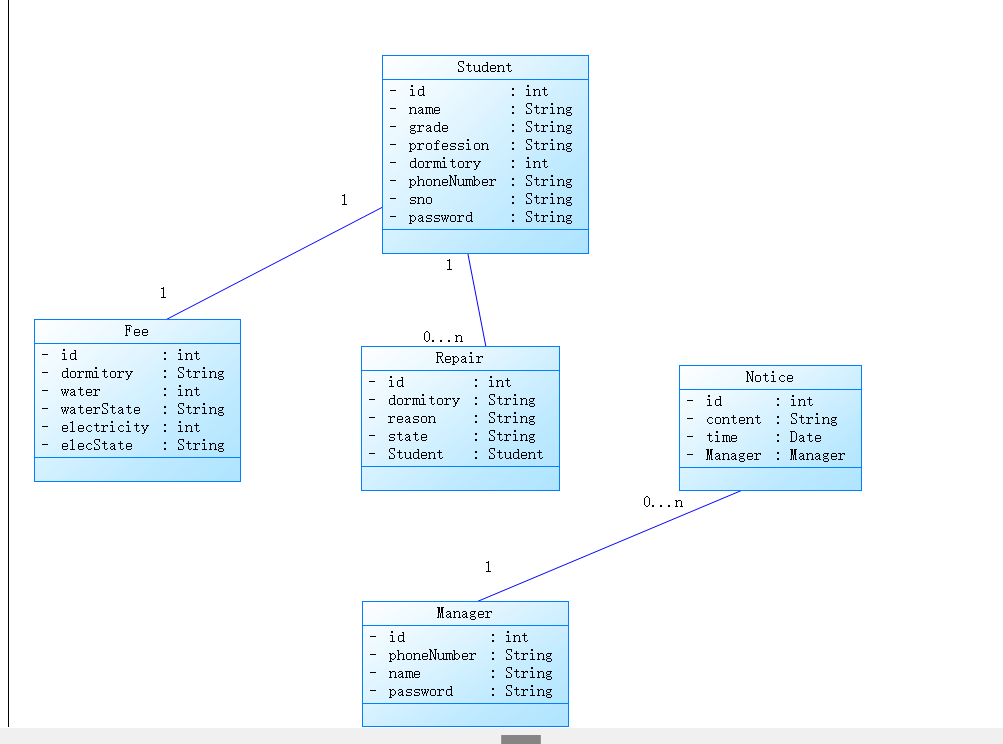 Student
- id : int
- name : String
- grade : String
- profession : String
- dormitory : int
- phoneNumber : String
- sno : String
- password : String
1
1
1
0...n
Fee
- id : int
- dormitory : String
- water : int
- waterState : String
- electricity : int
- elecState : String
Repair
- id : int
- dormitory : String
- reason : String
- state : String
- Student : Student
Notice
- id : int
- content : String
- time : Date
- Manager : Manager
0...n
1
Manager
- id : int
- phoneNumber : String
- name : String
- password : String